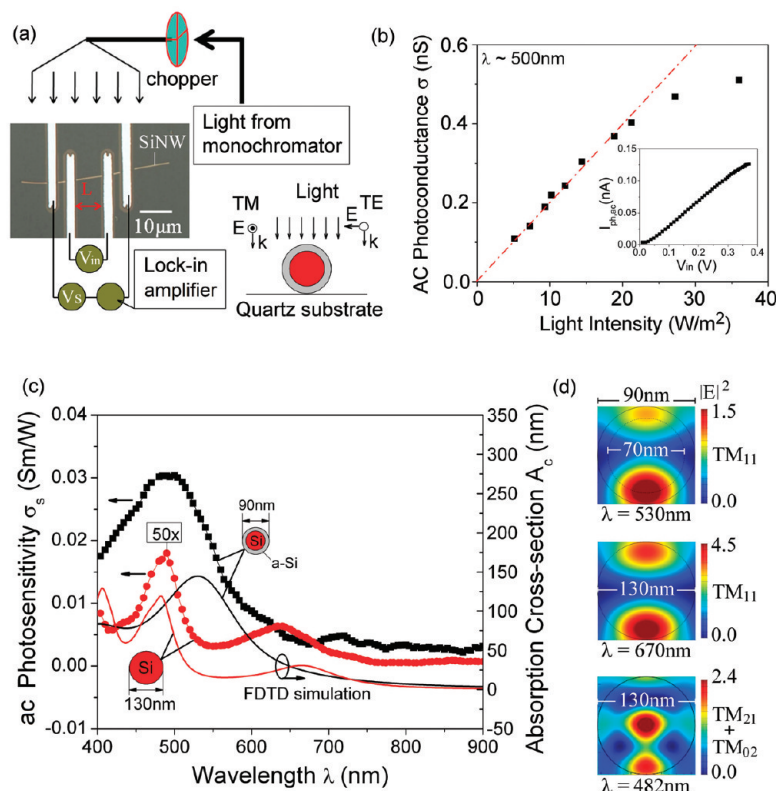 (a)
chopper
Light from
monochromator
SiNW
L
10μm
V_in
V_S
Lock-in
amplifier
TM
Light
TE
E
k
E
k
Quartz substrate
(b)
AC Photoconductance σ (nS)
0.6
0.4
0.2
0.0
λ ~ 500nm
0
10
20
30
40
Light Intensity (W/m²)
I_ph,ac (nA)
0.15
0.10
0.05
0.00
0.0
0.1
0.2
0.3
0.4
V_in (V)
(c)
ac Photosensitivity σ_s (Sm/W)
0.04
0.03
0.02
0.01
0.00
-0.01
50x
90nm
Si
a-Si
Si
130nm
FDTD simulation
400
500
600
700
800
900
Wavelength λ (nm)
350
300
250
200
150
100
50
0
-50
Absorption Cross-section A_c (nm)
(d)
90nm
|E|²
70nm
1.5
TM₁₁
0.0
λ = 530nm
130nm
4.5
TM₁₁
0.0
λ = 670nm
130nm
2.4
TM₂₁
+
TM₀₂
0.0
λ = 482nm